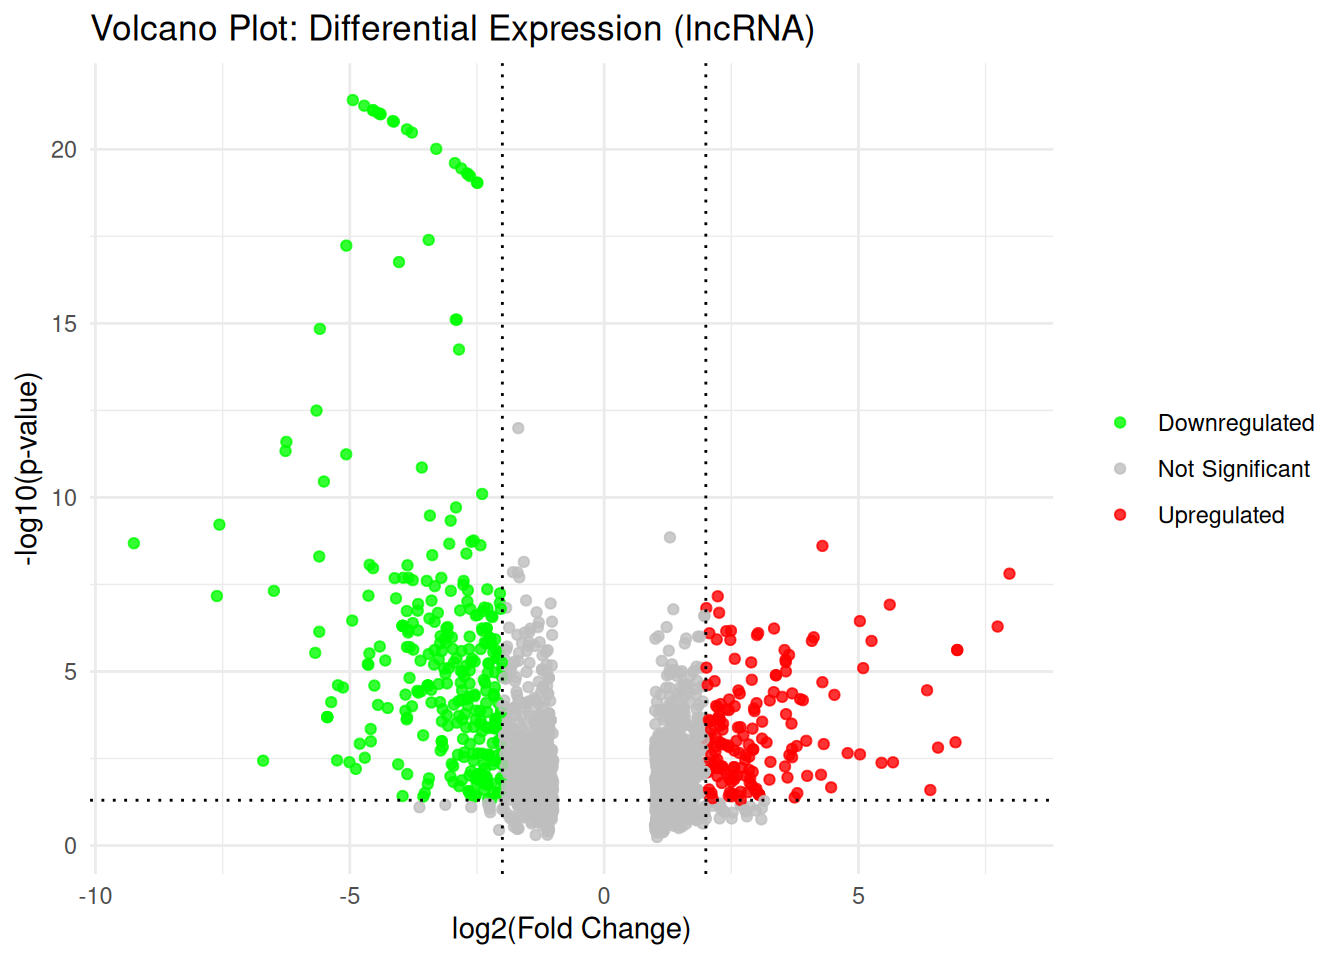 Volcano Plot: Differential Expression (lncRNA)
-log10(p-value)
20
15
10
5
0
-10
-5
0
5
log2(Fold Change)
Downregulated
Not Significant
Upregulated